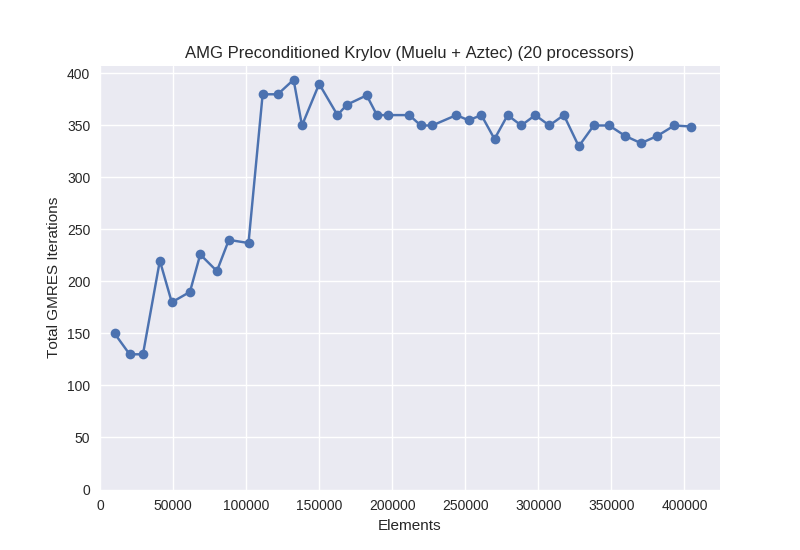 AMG Preconditioned Krylov (Muelu + Aztec) (20 processors)
400
350
300
250
200
150
100
50
0
Total GMRES Iterations
0 50000 100000 150000 200000 250000 300000 350000 400000
Elements